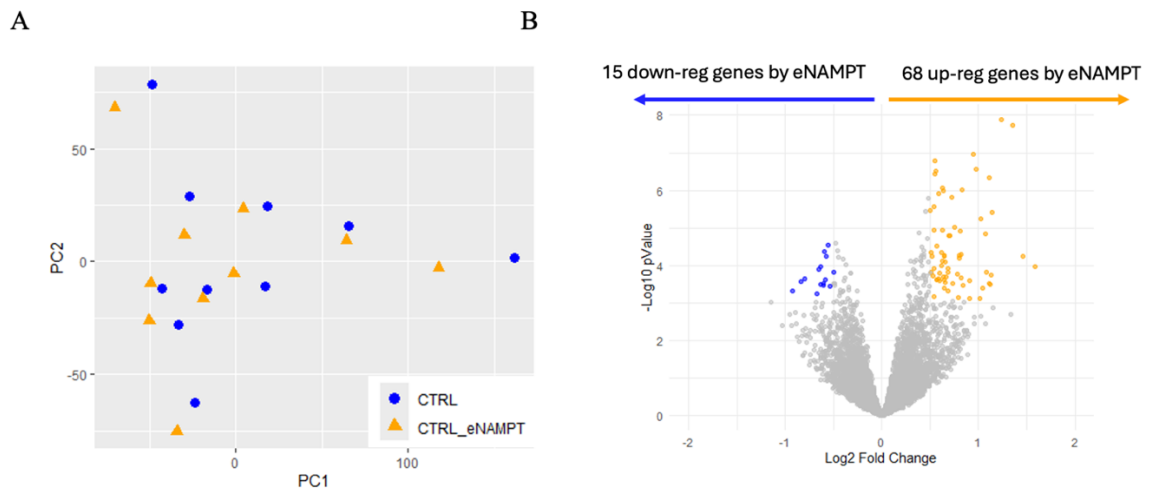 A
B
50
0
-50
PC2
0
100
PC1
CTRL
CTRL_eNAMPT
15 down-reg genes by eNAMPT
68 up-reg genes by eNAMPT
8
6
4
2
0
-Log10 pValue
-2
-1
0
1
2
Log2 Fold Change